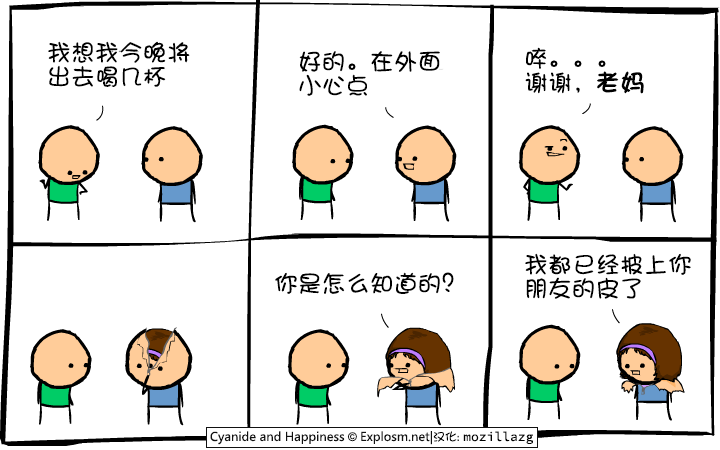 我想我今晚将
出去喝几杯
好的。在外面
小心点
啐。。。
谢谢，老妈
你是怎么知道的？
我都已经披上你
朋友的皮了
Cyanide and Happiness © Explosm.net|汉化: mozillazg